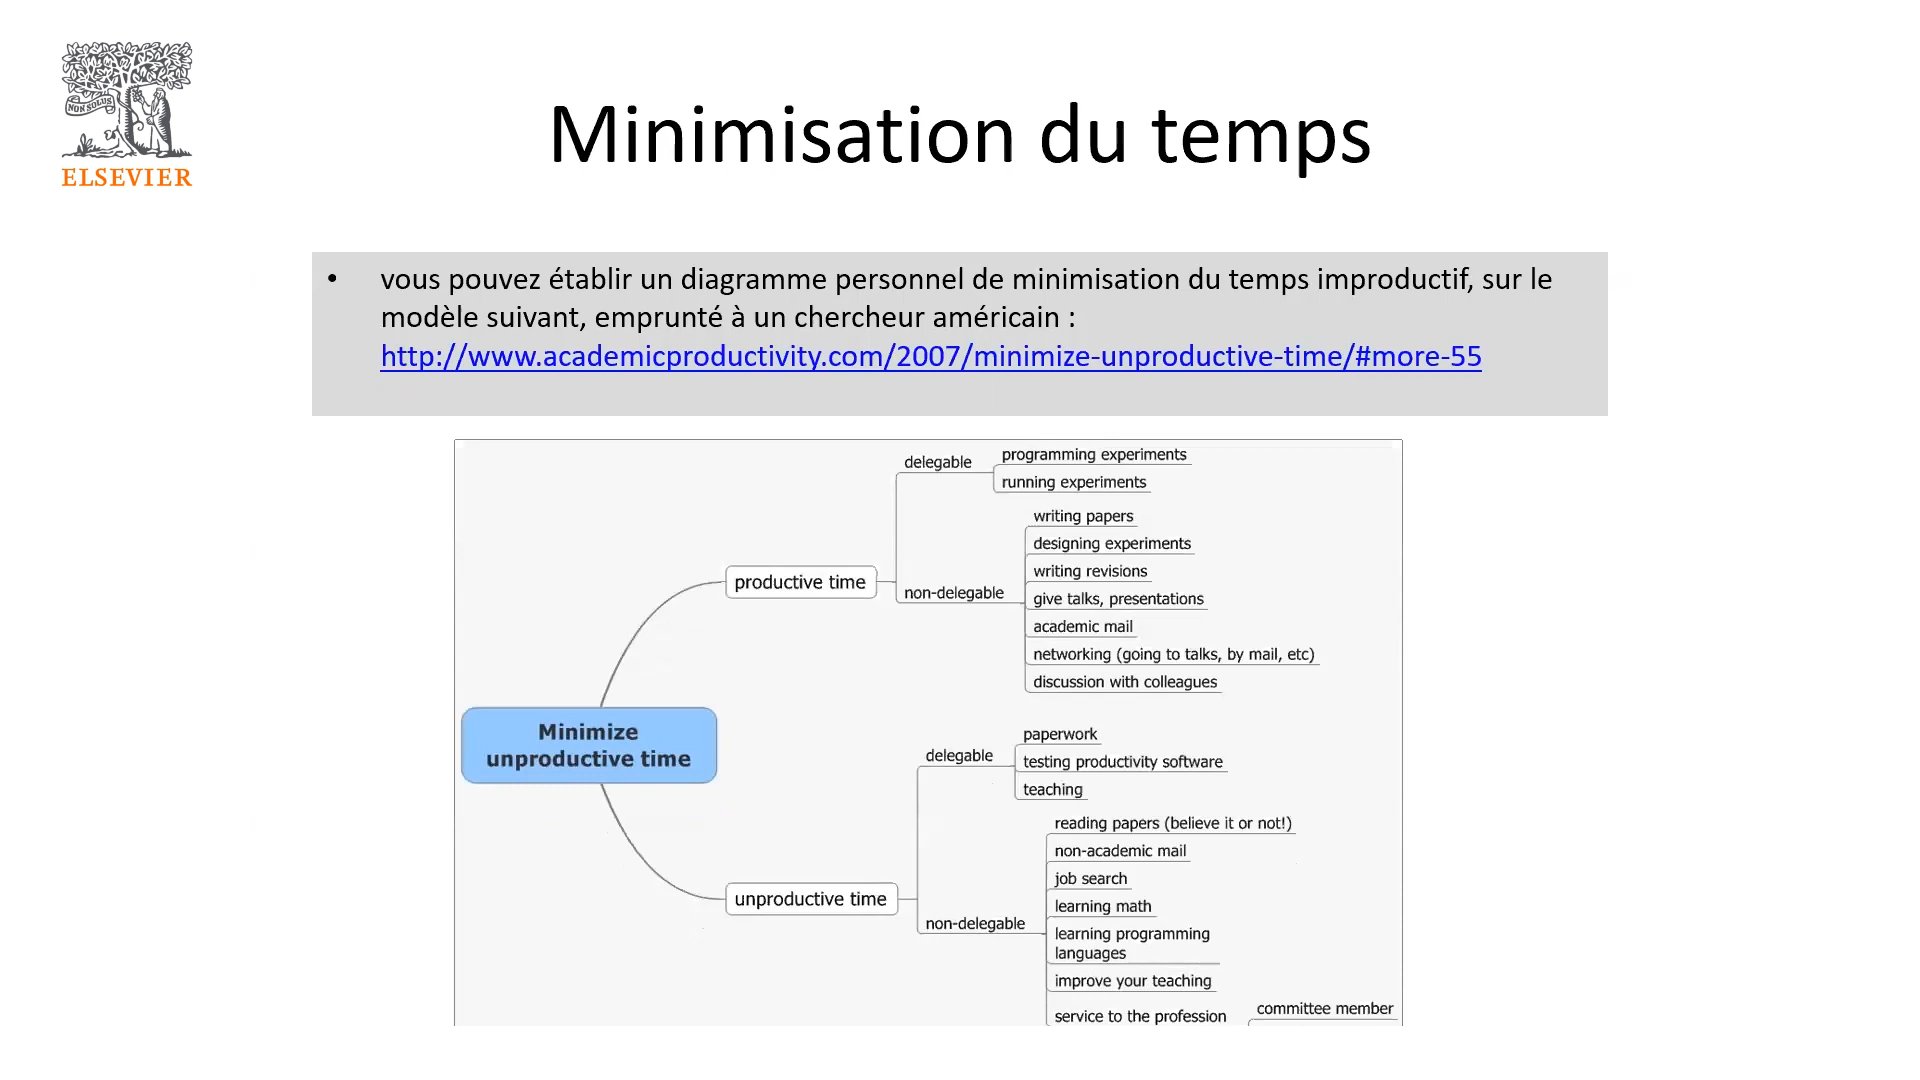 NON SOLUS
ELSEVIER
Minimisation du temps
• vous pouvez établir un diagramme personnel de minimisation du temps improductif, sur le
modèle suivant, emprunté à un chercheur américain :
http://www.academicproductivity.com/2007/minimize-unproductive-time/#more-55
Minimize
unproductive time
productive time
delegable
programming experiments
running experiments
non-delegable
writing papers
designing experiments
writing revisions
give talks, presentations
academic mail
networking (going to talks, by mail, etc)
discussion with colleagues
unproductive time
delegable
paperwork
testing productivity software
teaching
non-delegable
reading papers (believe it or not!)
non-academic mail
job search
learning math
learning programming
languages
improve your teaching
service to the profession
committee member